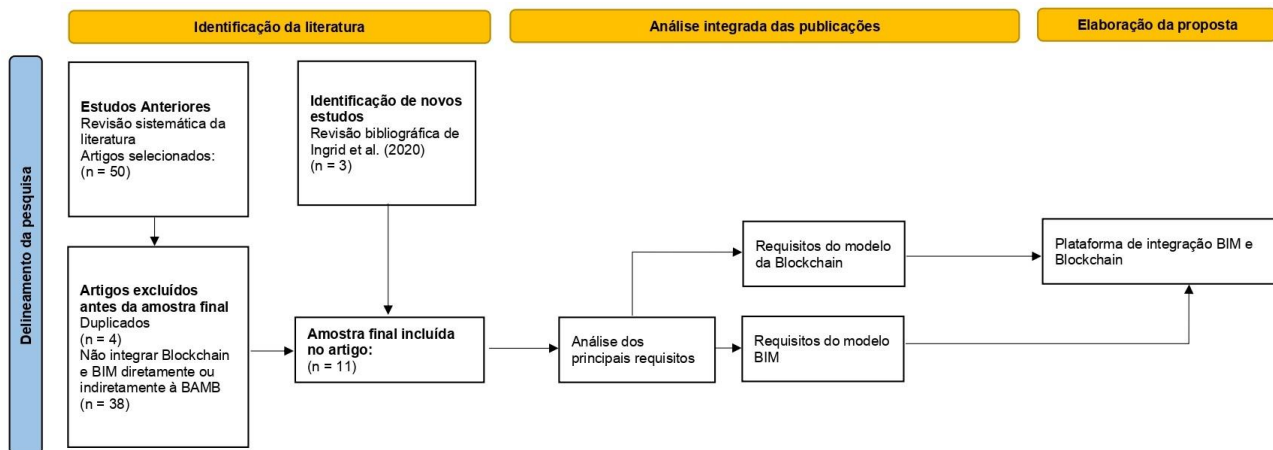 Identificação da literatura
Análise integrada das publicações
Elaboração da proposta
Delineamento da pesquisa
Estudos Anteriores
Revisão sistemática da
literatura
Artigos selecionados:
(n = 50)
Identificação de novos
estudos
Revisão bibliográfica de
Ingrid et al. (2020)
(n = 3)
Artigos excluídos
antes da amostra final
Duplicados
(n = 4)
Não integrar Blockchain
e BIM diretamente ou
indiretamente à BAMB
(n = 38)
Amostra final incluída
no artigo:
(n = 11)
Análise dos
principais requisitos
Requisitos do modelo
da Blockchain
Requisitos do modelo
BIM
Plataforma de integração BIM e
Blockchain